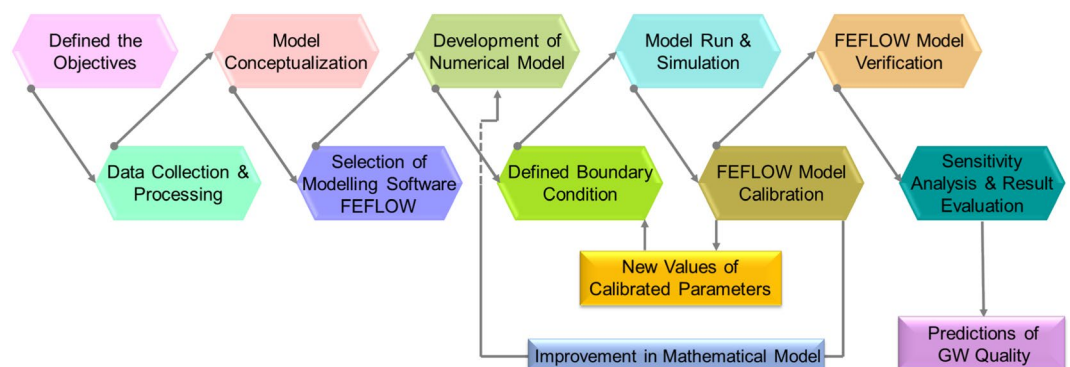 Defined the
Objectives
Data Collection &
Processing
Model
Conceptualization
Selection of
Modelling Software
FEFLOW
Development of
Numerical Model
Defined Boundary
Condition
Model Run &
Simulation
FEFLOW Model
Calibration
New Values of
Calibrated Parameters
Improvement in Mathematical Model
FEFLOW Model
Verification
Sensitivity
Analysis & Result
Evaluation
Predictions of
GW Quality